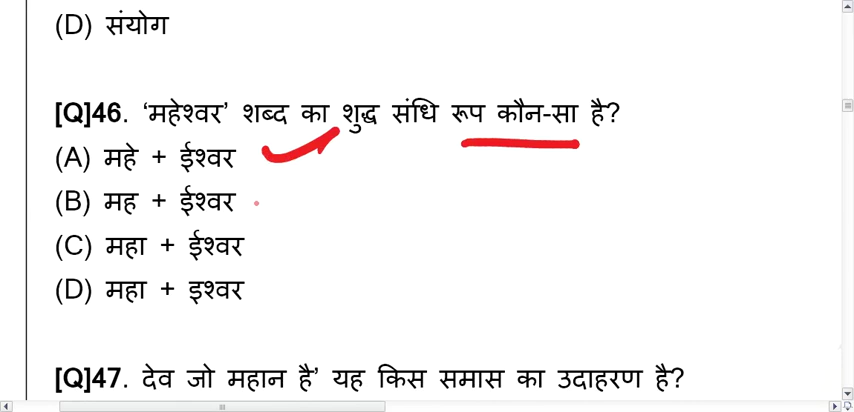 (D) संयोग
[Q]46. ‘महेश्वर’ शब्द का शुद्ध संधि रूप कौन-सा है?
(A) महे + ईश्वर
(B) मह + ईश्वर
(C) महा + ईश्वर
(D) महा + इश्वर
[Q]47. देव जो महान है’ यह किस समास का उदाहरण है?